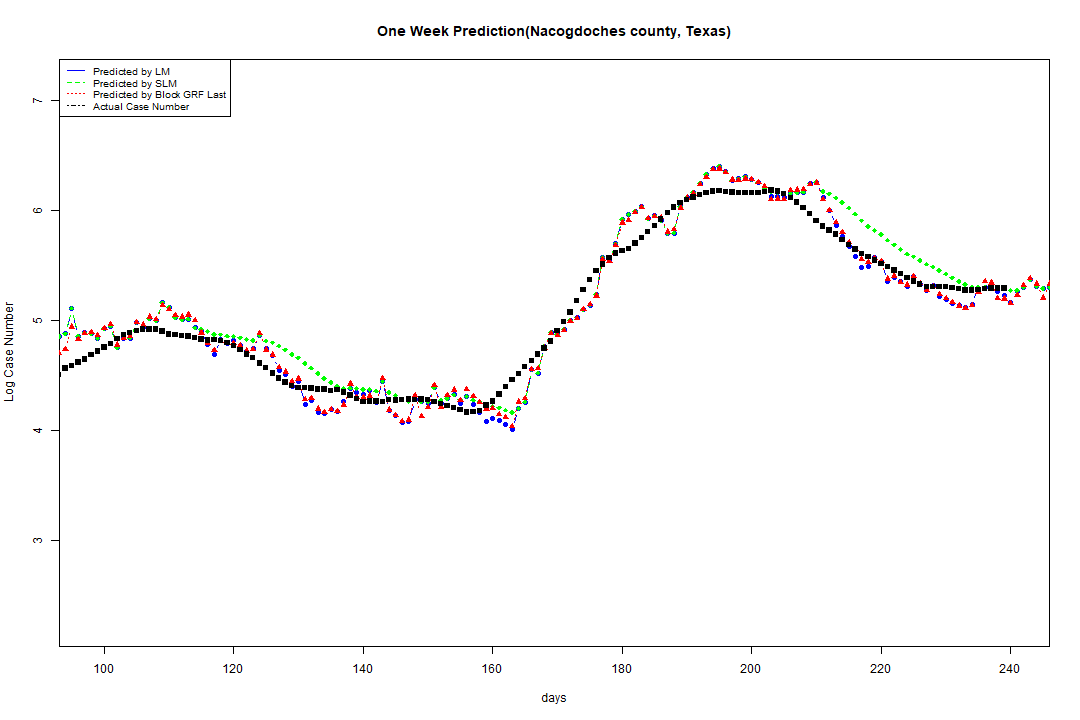 One Week Prediction(Nacogdoches county, Texas)
Predicted by LM
Predicted by SLM
Predicted by Block GRF Last
Actual Case Number
7
6
5
4
3
Log Case Number
100 120 140 160 180 200 220 240
days